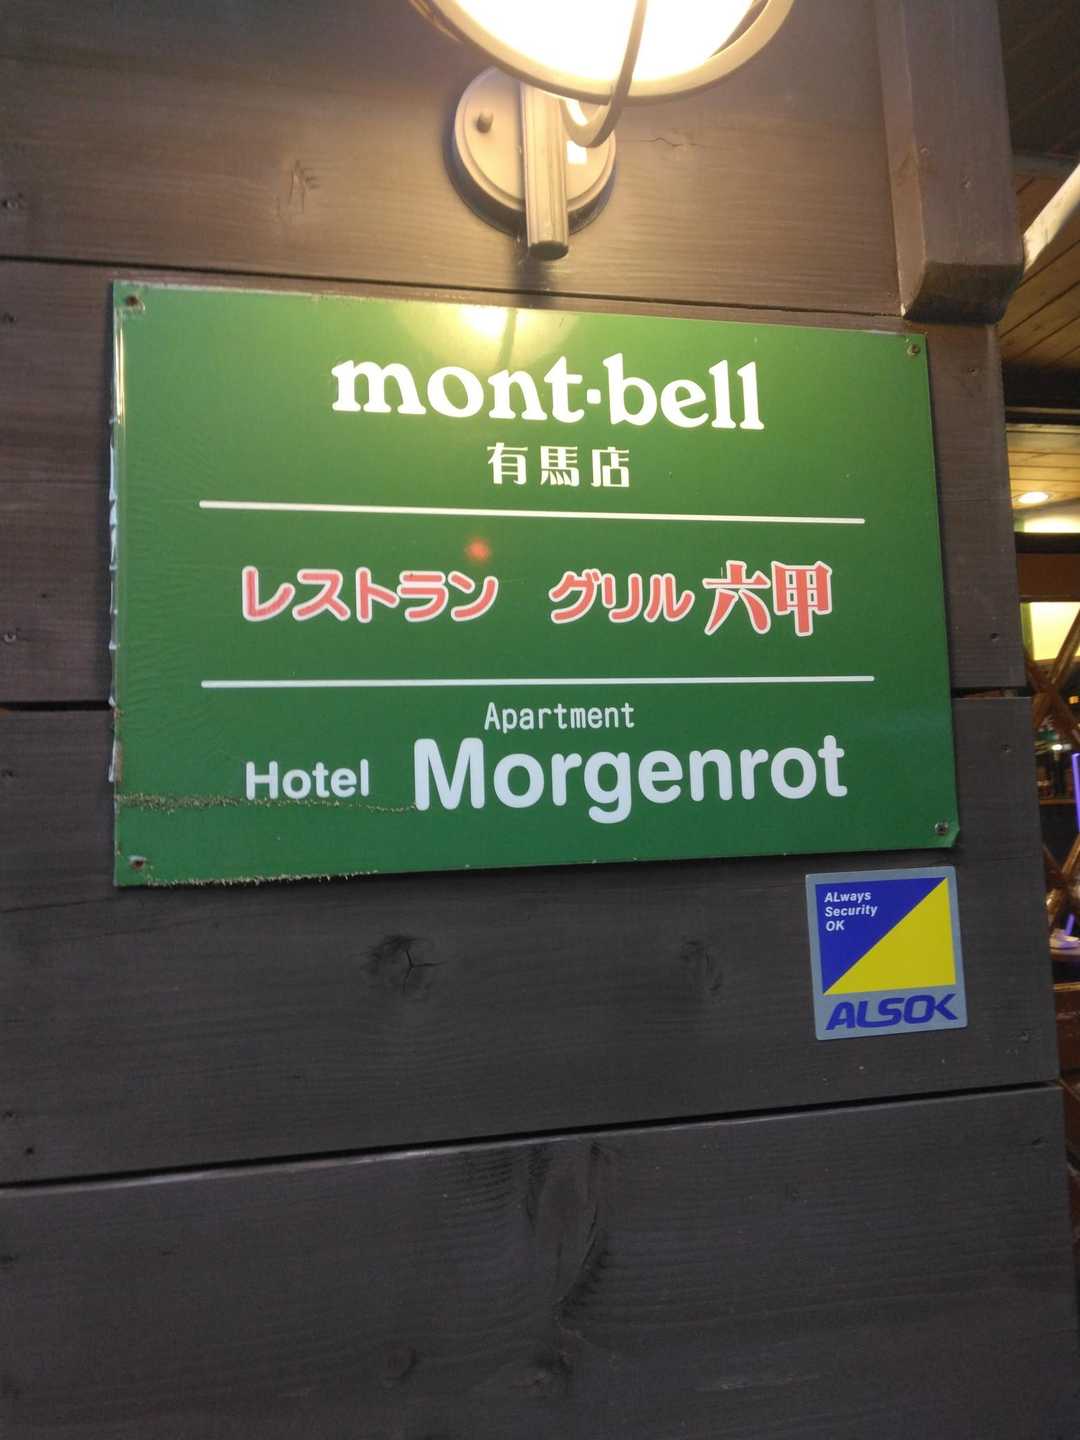 mont·bell
有馬店
レストラン グリル六甲
Apartment
Hotel Morgenrot
ALways
Security
OK
ALSOK